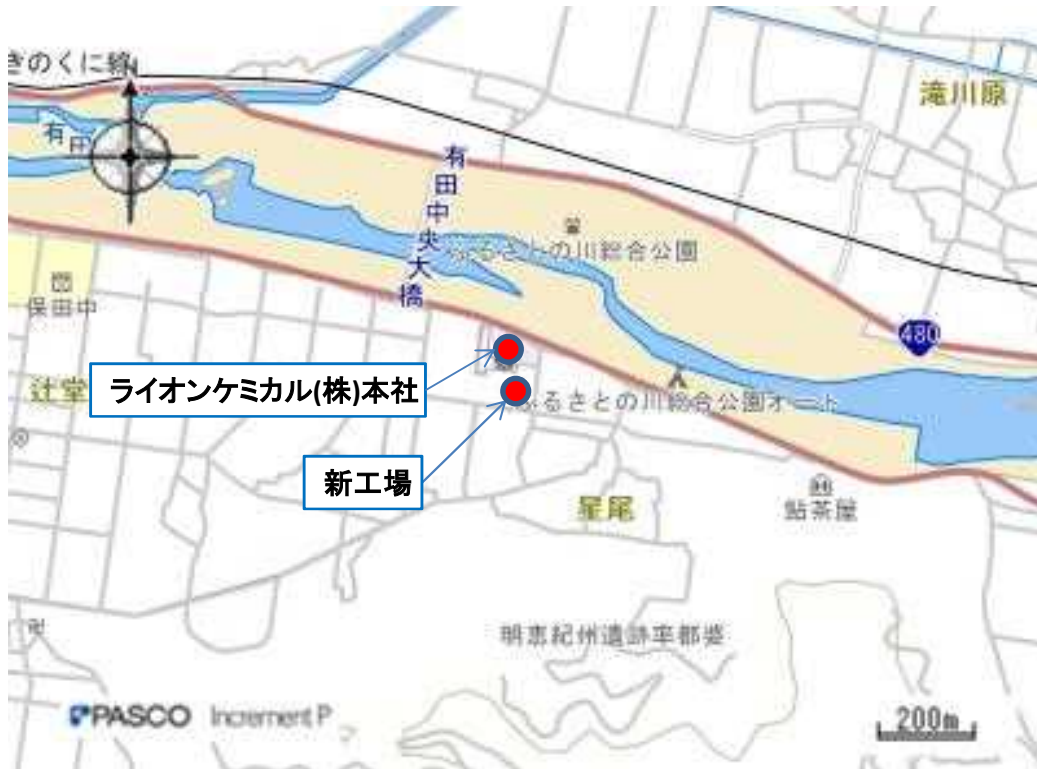 きのくに線
N
滝川原
有田
有田中央大橋
ふるさとの川総合公園
480
保田中
ライオンケミカル(株)本社
辻堂
ふるさとの川総合公園オート
新工場
星尾
鮎茶屋
卍
明恵紀州遺跡率都婆
PASCO Increment P
200m